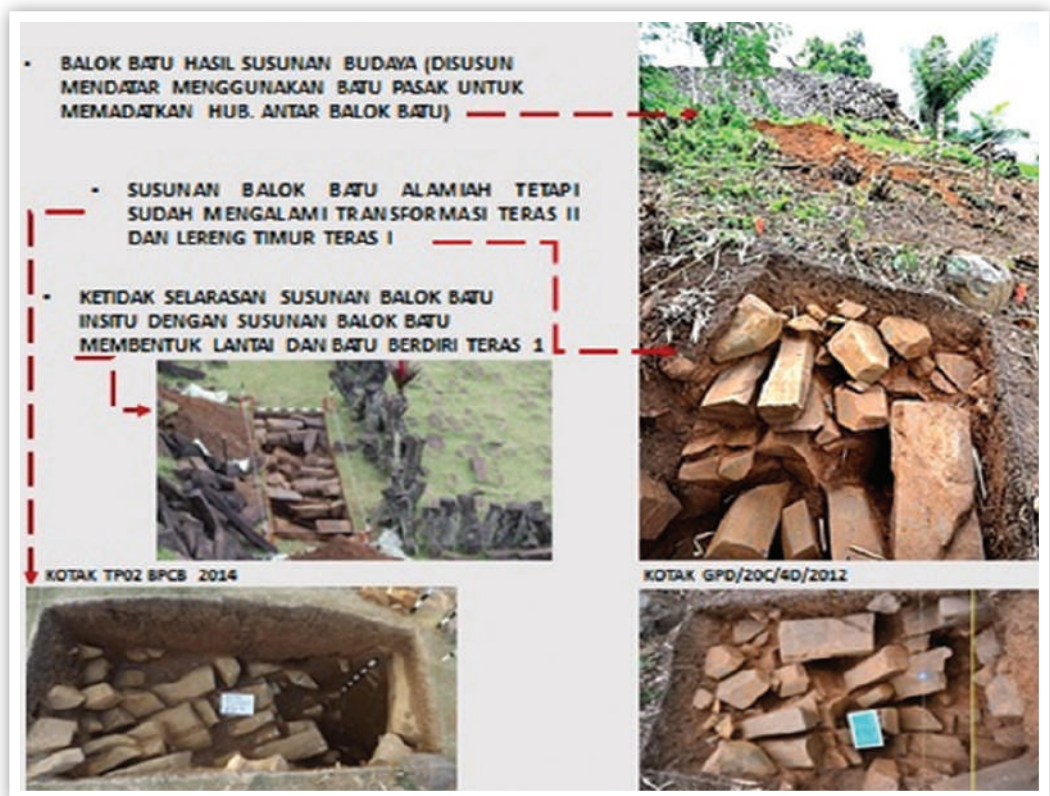 • BALOK BATU HASIL SUSUNAN BUDAYA (DISUSUN
MENDATAR MENGGUNAKAN BATU PASAK UNTUK
MEMADATKAN HUB. ANTAR BALOK BATU)
• SUSUNAN BALOK BATU ALAMIAH TETAPI
SUDAH MENGALAMI TRANSFORMASI TERAS II
DAN LERENG TIMUR TERAS I
• KETIDAK SELARASAN SUSUNAN BALOK BATU
INSITU DENGAN SUSUNAN BALOK BATU
MEMBENTUK LANTAI DAN BATU BERDIRI TERAS 1
KOTAK TP02 BPCB 2014
KOTAK GPD/20C/4D/2012